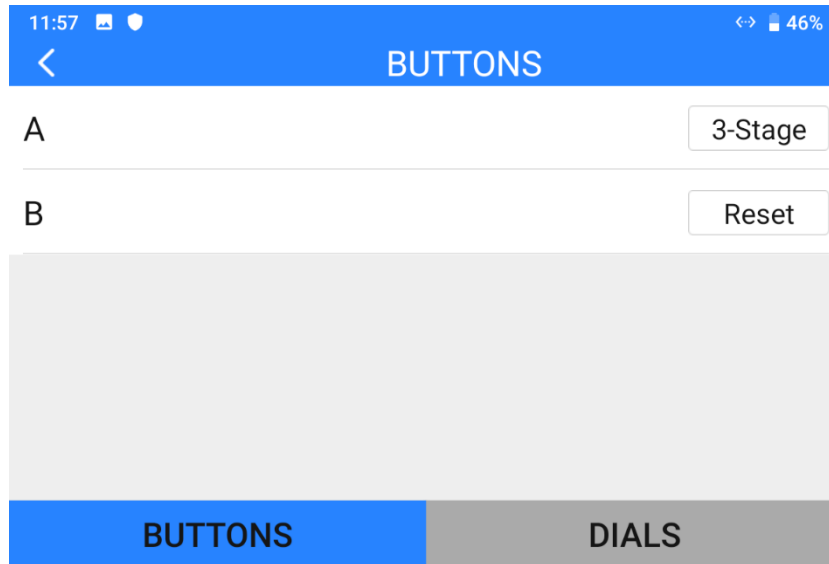 11:57 46%
BUTTONS
A 3-Stage
B Reset
BUTTONS DIALS